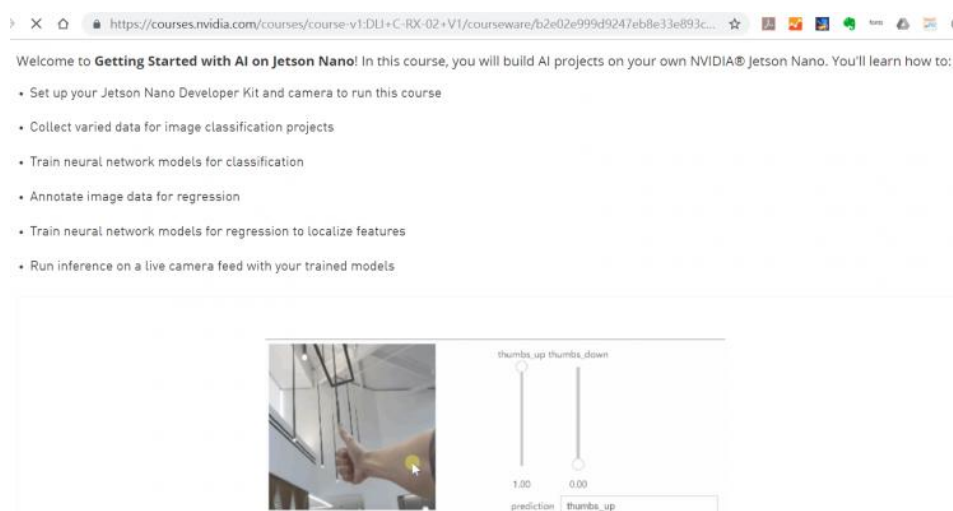 https://courses.nvidia.com/courses/course-v1:DLI+C-RX-02+V1/courseware/b2e02e999d9247eb8e33e893c...
Welcome to Getting Started with AI on Jetson Nano! In this course, you will build AI projects on your own NVIDIA® Jetson Nano. You'll learn how to:
• Set up your Jetson Nano Developer Kit and camera to run this course
• Collect varied data for image classification projects
• Train neural network models for classification
• Annotate image data for regression
• Train neural network models for regression to localize features
• Run inference on a live camera feed with your trained models
thumbs_up thumbs_down
1.00 0.00
prediction thumbs_up